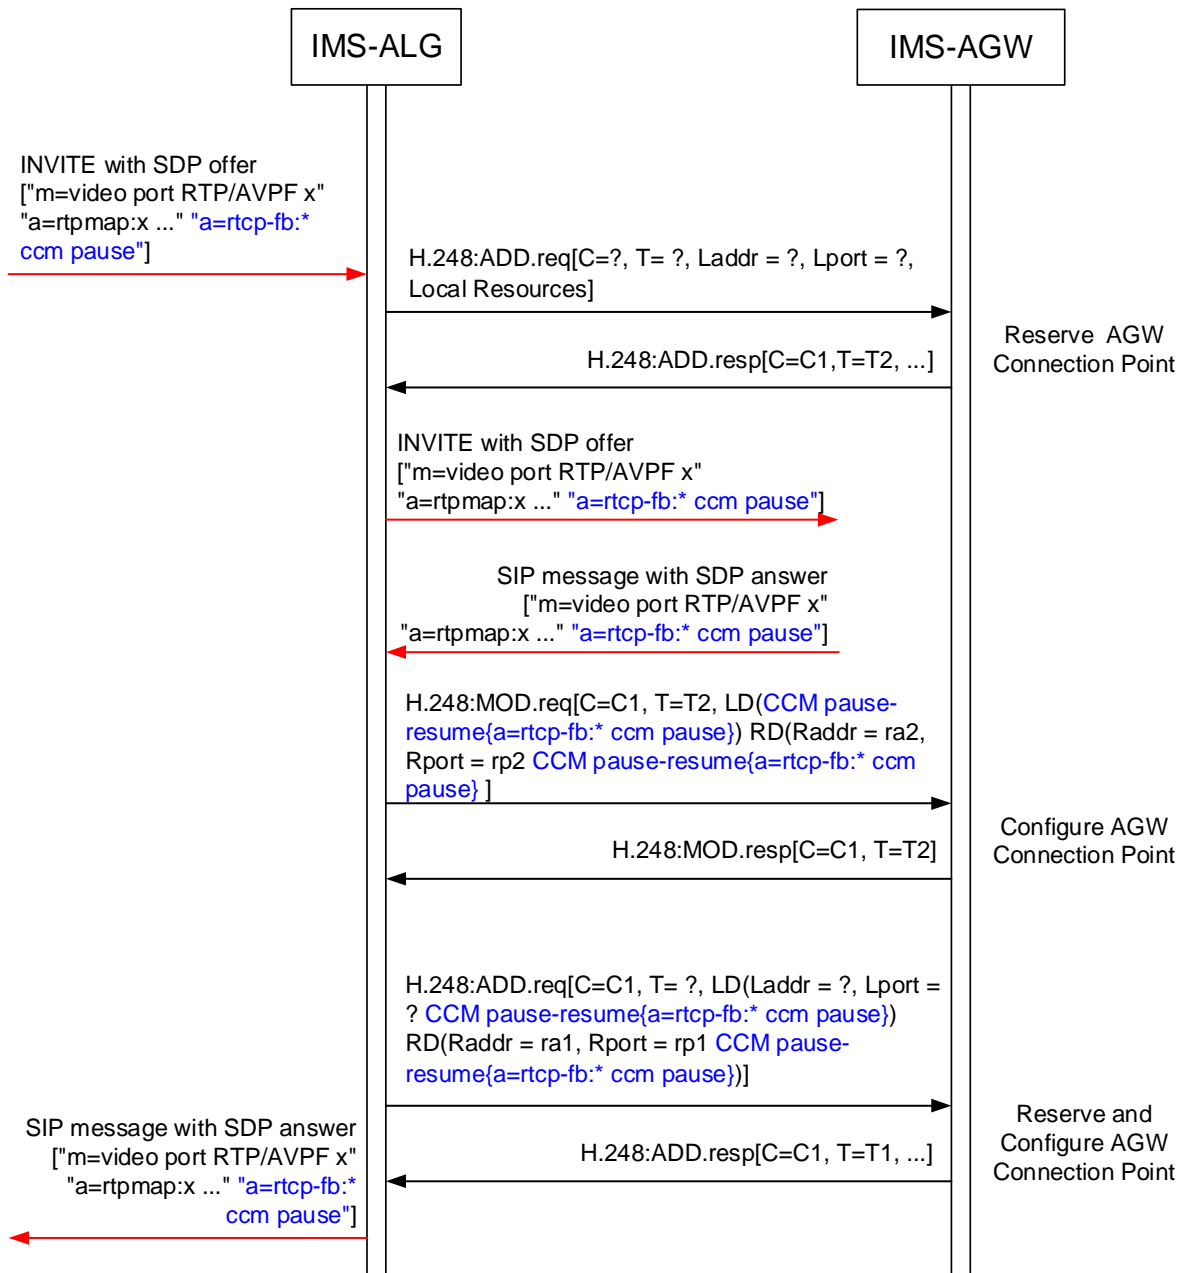 IMS-ALG
IMS-AGW
INVITE with SDP offer
["m=video port RTP/AVPF x"
"a=rtpmap:x ..." "a=rtcp-fb:*
ccm pause"]
H.248:ADD.req[C=?, T= ?, Laddr = ?, Lport = ?,
Local Resources]
Reserve AGW
Connection Point
H.248:ADD.resp[C=C1,T=T2, ...]
INVITE with SDP offer
["m=video port RTP/AVPF x"
"a=rtpmap:x ..." "a=rtcp-fb:* ccm pause"]
SIP message with SDP answer
["m=video port RTP/AVPF x"
"a=rtpmap:x ..." "a=rtcp-fb:* ccm pause"]
H.248:MOD.req[C=C1, T=T2, LD(CCM pause-
resume{a=rtcp-fb:* ccm pause}) RD(Raddr = ra2,
Rport = rp2 CCM pause-resume{a=rtcp-fb:* ccm
pause} ]
Configure AGW
Connection Point
H.248:MOD.resp[C=C1, T=T2]
H.248:ADD.req[C=C1, T= ?, LD(Laddr = ?, Lport =
? CCM pause-resume{a=rtcp-fb:* ccm pause})
RD(Raddr = ra1, Rport = rp1 CCM pause-
resume{a=rtcp-fb:* ccm pause})]
Reserve and
Configure AGW
Connection Point
H.248:ADD.resp[C=C1, T=T1, ...]
SIP message with SDP answer
["m=video port RTP/AVPF x"
"a=rtpmap:x ..." "a=rtcp-fb:*
ccm pause"]